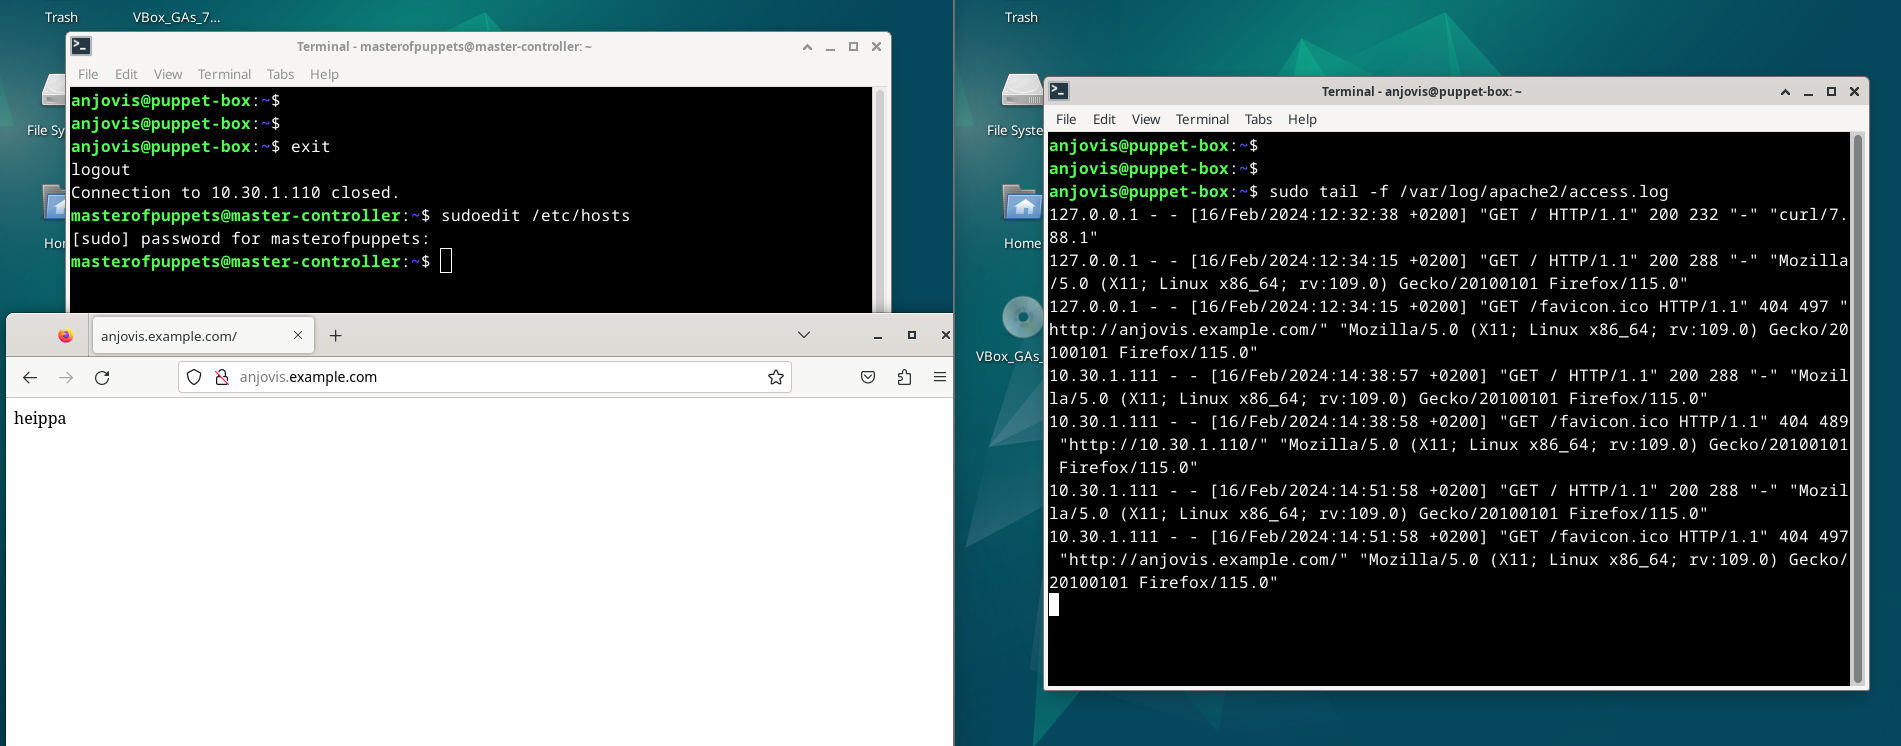 Trash
VBox_GAs_7...
Terminal - masterofpuppets@master-controller: ~
File Edit View Terminal Tabs Help
File Sy
Hor
anjovis@puppet-box:~$
anjovis@puppet-box:~$
anjovis@puppet-box:~$ exit
logout
Connection to 10.30.1.110 closed.
masterofpuppets@master-controller:~$ sudoedit /etc/hosts
[sudo] password for masterofpuppets:
masterofpuppets@master-controller:~$
anjovis.example.com/
anjovis.example.com
heippa
Trash
File Syste
Home
VBox_GAs_
Terminal - anjovis@puppet-box: ~
File Edit View Terminal Tabs Help
anjovis@puppet-box:~$
anjovis@puppet-box:~$
anjovis@puppet-box:~$ sudo tail -f /var/log/apache2/access.log
127.0.0.1 - - [16/Feb/2024:12:32:38 +0200] "GET / HTTP/1.1" 200 232 "-" "curl/7.
88.1"
127.0.0.1 - - [16/Feb/2024:12:34:15 +0200] "GET / HTTP/1.1" 200 288 "-" "Mozilla
/5.0 (X11; Linux x86_64; rv:109.0) Gecko/20100101 Firefox/115.0"
127.0.0.1 - - [16/Feb/2024:12:34:15 +0200] "GET /favicon.ico HTTP/1.1" 404 497 "
http://anjovis.example.com/" "Mozilla/5.0 (X11; Linux x86_64; rv:109.0) Gecko/20
100101 Firefox/115.0"
10.30.1.111 - - [16/Feb/2024:14:38:57 +0200] "GET / HTTP/1.1" 200 288 "-" "Mozil
la/5.0 (X11; Linux x86_64; rv:109.0) Gecko/20100101 Firefox/115.0"
10.30.1.111 - - [16/Feb/2024:14:38:58 +0200] "GET /favicon.ico HTTP/1.1" 404 489
"http://10.30.1.110/" "Mozilla/5.0 (X11; Linux x86_64; rv:109.0) Gecko/20100101
Firefox/115.0"
10.30.1.111 - - [16/Feb/2024:14:51:58 +0200] "GET / HTTP/1.1" 200 288 "-" "Mozil
la/5.0 (X11; Linux x86_64; rv:109.0) Gecko/20100101 Firefox/115.0"
10.30.1.111 - - [16/Feb/2024:14:51:58 +0200] "GET /favicon.ico HTTP/1.1" 404 497
"http://anjovis.example.com/" "Mozilla/5.0 (X11; Linux x86_64; rv:109.0) Gecko/
20100101 Firefox/115.0"